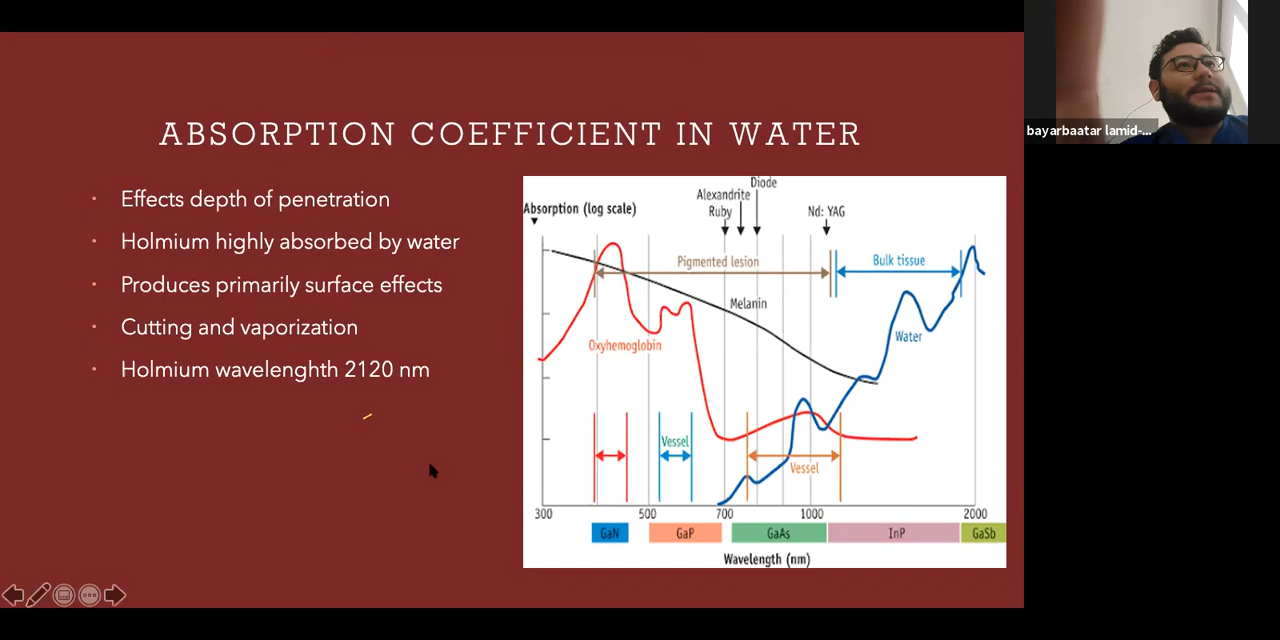 ABSORPTION COEFFICIENT IN WATER
• Effects depth of penetration
• Holmium highly absorbed by water
• Produces primarily surface effects
• Cutting and vaporization
• Holmium wavelenghth 2120 nm
Diode
Alexandrite
Ruby
Nd: YAG
Absorption (log scale)
Pigmented lesion
Bulk tissue
Melanin
Water
Oxyhemoglobin
Vessel
Vessel
300 500 700 1000 2000
GaN GaP GaAs InP GaSb
Wavelength (nm)
bayarbaatar lamid-...